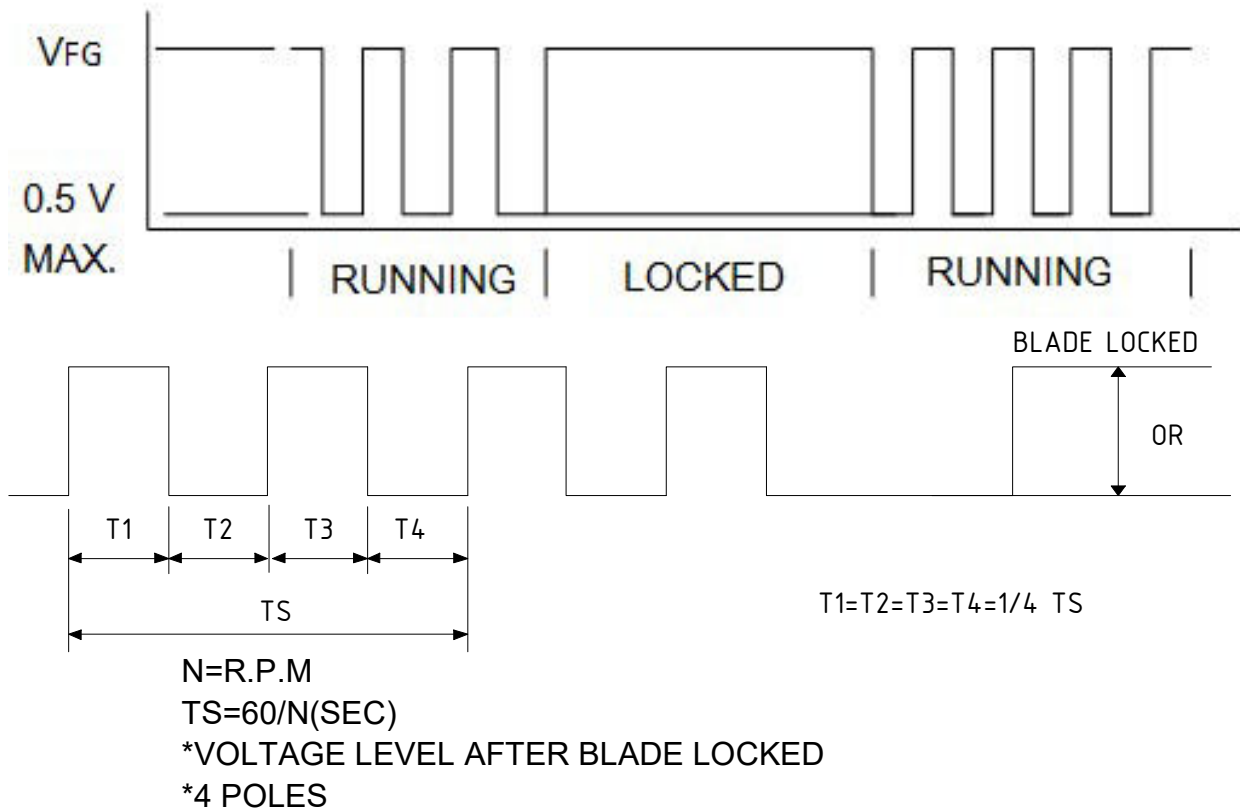 VFG
0.5 V
MAX.
RUNNING LOCKED RUNNING
BLADE LOCKED
OR
T1 T2 T3 T4
TS
T1=T2=T3=T4=1/4 TS
N=R.P.M
TS=60/N(SEC)
*VOLTAGE LEVEL AFTER BLADE LOCKED
*4 POLES